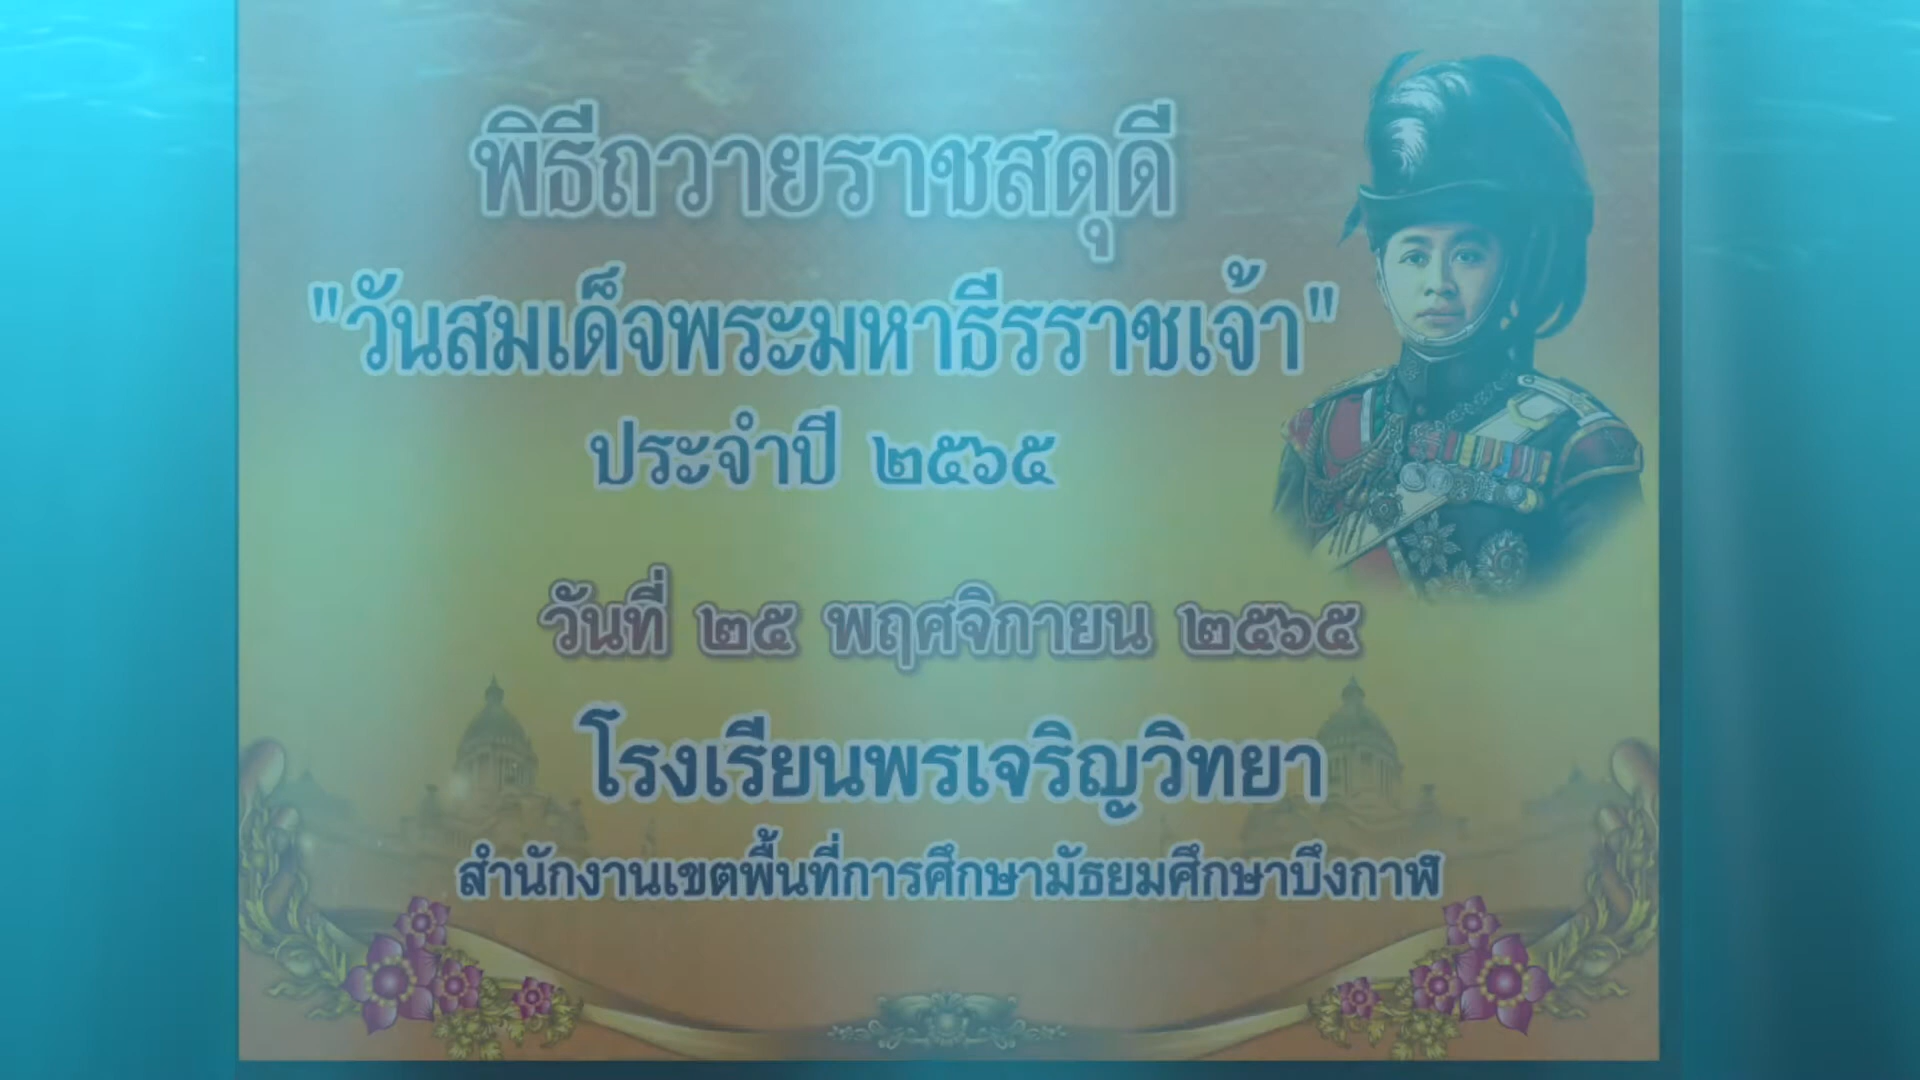 พิธีถวายราชสดุดี
"วันสมเด็จพระมหาธีรราชเจ้า"
ประจำปี ๒๕๖๕
วันที่ ๒๕ พฤศจิกายน ๒๕๖๕
โรงเรียนพรเจริญวิทยา
สำนักงานเขตพื้นที่การศึกษามัธยมศึกษาบึงกาฬ